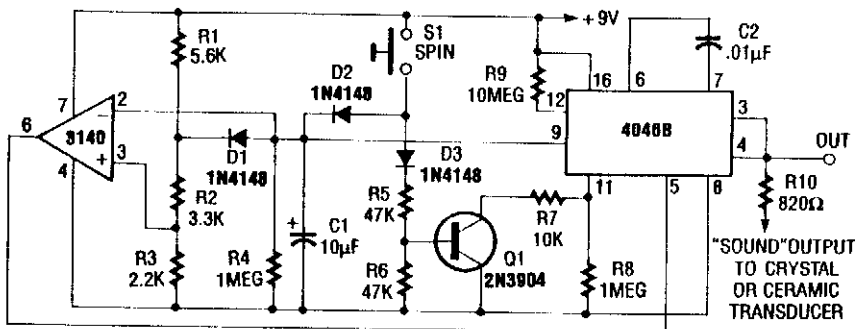 R1
5.6K
S1
SPIN
+ 9V
C2
.01µF
D2
1N4148
R9
10MEG
16
6
7
12
9
4046B
3
4
OUT
11
5
8
7
2
6
3140
3
4
D1
1N4148
D3
1N4148
R2
3.3K
R3
2.2K
R4
1MEG
+
C1
10µF
R5
47K
R6
47K
Q1
2N3904
R7
10K
R8
1MEG
R10
820Ω
"SOUND" OUTPUT
TO CRYSTAL
OR CERAMIC
TRANSDUCER